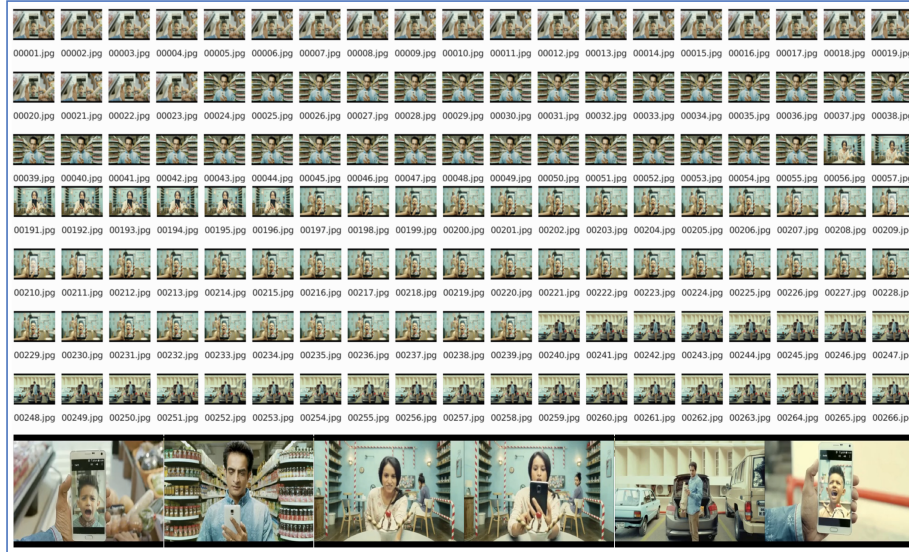 00001.jpg 00002.jpg 00003.jpg 00004.jpg 00005.jpg 00006.jpg 00007.jpg 00008.jpg 00009.jpg 00010.jpg 00011.jpg 00012.jpg 00013.jpg 00014.jpg 00015.jpg 00016.jpg 00017.jpg 00018.jpg 00019.jpg
00020.jpg 00021.jpg 00022.jpg 00023.jpg 00024.jpg 00025.jpg 00026.jpg 00027.jpg 00028.jpg 00029.jpg 00030.jpg 00031.jpg 00032.jpg 00033.jpg 00034.jpg 00035.jpg 00036.jpg 00037.jpg 00038.jpg
00039.jpg 00040.jpg 00041.jpg 00042.jpg 00043.jpg 00044.jpg 00045.jpg 00046.jpg 00047.jpg 00048.jpg 00049.jpg 00050.jpg 00051.jpg 00052.jpg 00053.jpg 00054.jpg 00055.jpg 00056.jpg 00057.jpg
00191.jpg 00192.jpg 00193.jpg 00194.jpg 00195.jpg 00196.jpg 00197.jpg 00198.jpg 00199.jpg 00200.jpg 00201.jpg 00202.jpg 00203.jpg 00204.jpg 00205.jpg 00206.jpg 00207.jpg 00208.jpg 00209.jpg
00210.jpg 00211.jpg 00212.jpg 00213.jpg 00214.jpg 00215.jpg 00216.jpg 00217.jpg 00218.jpg 00219.jpg 00220.jpg 00221.jpg 00222.jpg 00223.jpg 00224.jpg 00225.jpg 00226.jpg 00227.jpg 00228.jpg
00229.jpg 00230.jpg 00231.jpg 00232.jpg 00233.jpg 00234.jpg 00235.jpg 00236.jpg 00237.jpg 00238.jpg 00239.jpg 00240.jpg 00241.jpg 00242.jpg 00243.jpg 00244.jpg 00245.jpg 00246.jpg 00247.jpg
00248.jpg 00249.jpg 00250.jpg 00251.jpg 00252.jpg 00253.jpg 00254.jpg 00255.jpg 00256.jpg 00257.jpg 00258.jpg 00259.jpg 00260.jpg 00261.jpg 00262.jpg 00263.jpg 00264.jpg 00265.jpg 00266.jpg